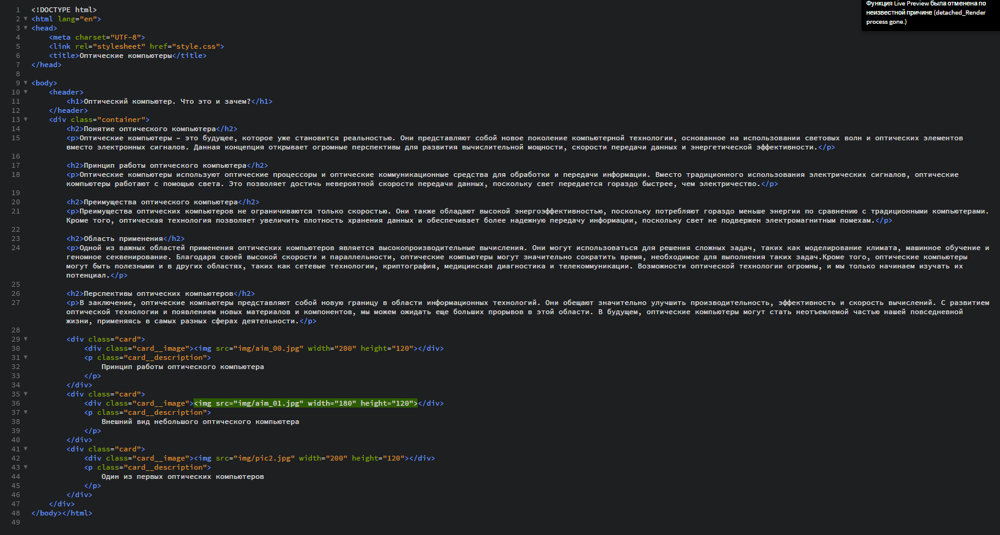 Функция Live Preview была отменена по
неизвестной причине (detached_Render
process gone.)
1 <!DOCTYPE html>
2 <html lang="en">
3 <head>
4 <meta charset="UTF-8">
5 <link rel="stylesheet" href="style.css">
6 <title>Оптические компьютеры</title>
7 </head>
8
9 <body>
10 <header>
11 <h1>Оптический компьютер. Что это и зачем?</h1>
12 </header>
13 <div class="container">
14 <h2>Понятие оптического компьютера</h2>
15 <p>Оптические компьютеры – это будущее, которое уже становится реальностью. Они представляют собой новое поколение компьютерной технологии, основанное на использовании световых волн и оптических элементов
вместо электронных сигналов. Данная концепция открывает огромные перспективы для развития вычислительной мощности, скорости передачи данных и энергетической эффективности.</p>
16
17 <h2>Принцип работы оптического компьютера</h2>
18 <p>Оптические компьютеры используют оптические процессоры и оптические коммуникационные средства для обработки и передачи информации. Вместо традиционного использования электрических сигналов, оптические
компьютеры работают с помощью света. Это позволяет достичь невероятной скорости передачи данных, поскольку свет передается гораздо быстрее, чем электричество.</p>
19
20 <h2>Преимущества оптического компьютера</h2>
21 <p>Преимущества оптических компьютеров не ограничиваются только скоростью. Они также обладают высокой энергоэффективностью, поскольку потребляют гораздо меньше энергии по сравнению с традиционными компьютерами.
Кроме того, оптическая технология позволяет увеличить плотность хранения данных и обеспечивает более надежную передачу информации, поскольку свет не подвержен электромагнитным помехам.</p>
22
23 <h2>Область применения</h2>
24 <p>Одной из важных областей применения оптических компьютеров является высокопроизводительные вычисления. Они могут использоваться для решения сложных задач, таких как моделирование климата, машинное обучение и
геномное секвенирование. Благодаря своей высокой скорости и параллельности, оптические компьютеры могут значительно сократить время, необходимое для выполнения таких задач.Кроме того, оптические компьютеры
могут быть полезными и в других областях, таких как сетевые технологии, криптография, медицинская диагностика и телекоммуникации. Возможности оптической технологии огромны, и мы только начинаем изучать их
потенциал.</p>
25
26 <h2>Перспективы оптических компьютеров</h2>
27 <p>В заключение, оптические компьютеры представляют собой новую границу в области информационных технологий. Они обещают значительно улучшить производительность, эффективность и скорость вычислений. С развитием
оптической технологии и появлением новых материалов и компонентов, мы можем ожидать еще больших прорывов в этой области. В будущем, оптические компьютеры могут стать неотъемлемой частью нашей повседневной
жизни, применяясь в самых разных сферах деятельности.</p>
28
29 <div class="card">
30 <div class="card__image"><img src="img/aim_00.jpg" width="200" height="120"></div>
31 <p class="card__description">
32 Принцип работы оптического компьютера
33 </p>
34 </div>
35 <div class="card">
36 <div class="card__image"><img src="img/aim_01.jpg" width="180" height="120"></div>
37 <p class="card__description">
38 Внешний вид небольшого оптического компьютера
39 </p>
40 </div>
41 <div class="card">
42 <div class="card__image"><img src="img/pic2.jpg" width="200" height="120"></div>
43 <p class="card__description">
44 Один из первых оптических компьютеров
45 </p>
46 </div>
47 </div>
48 </body></html>
49